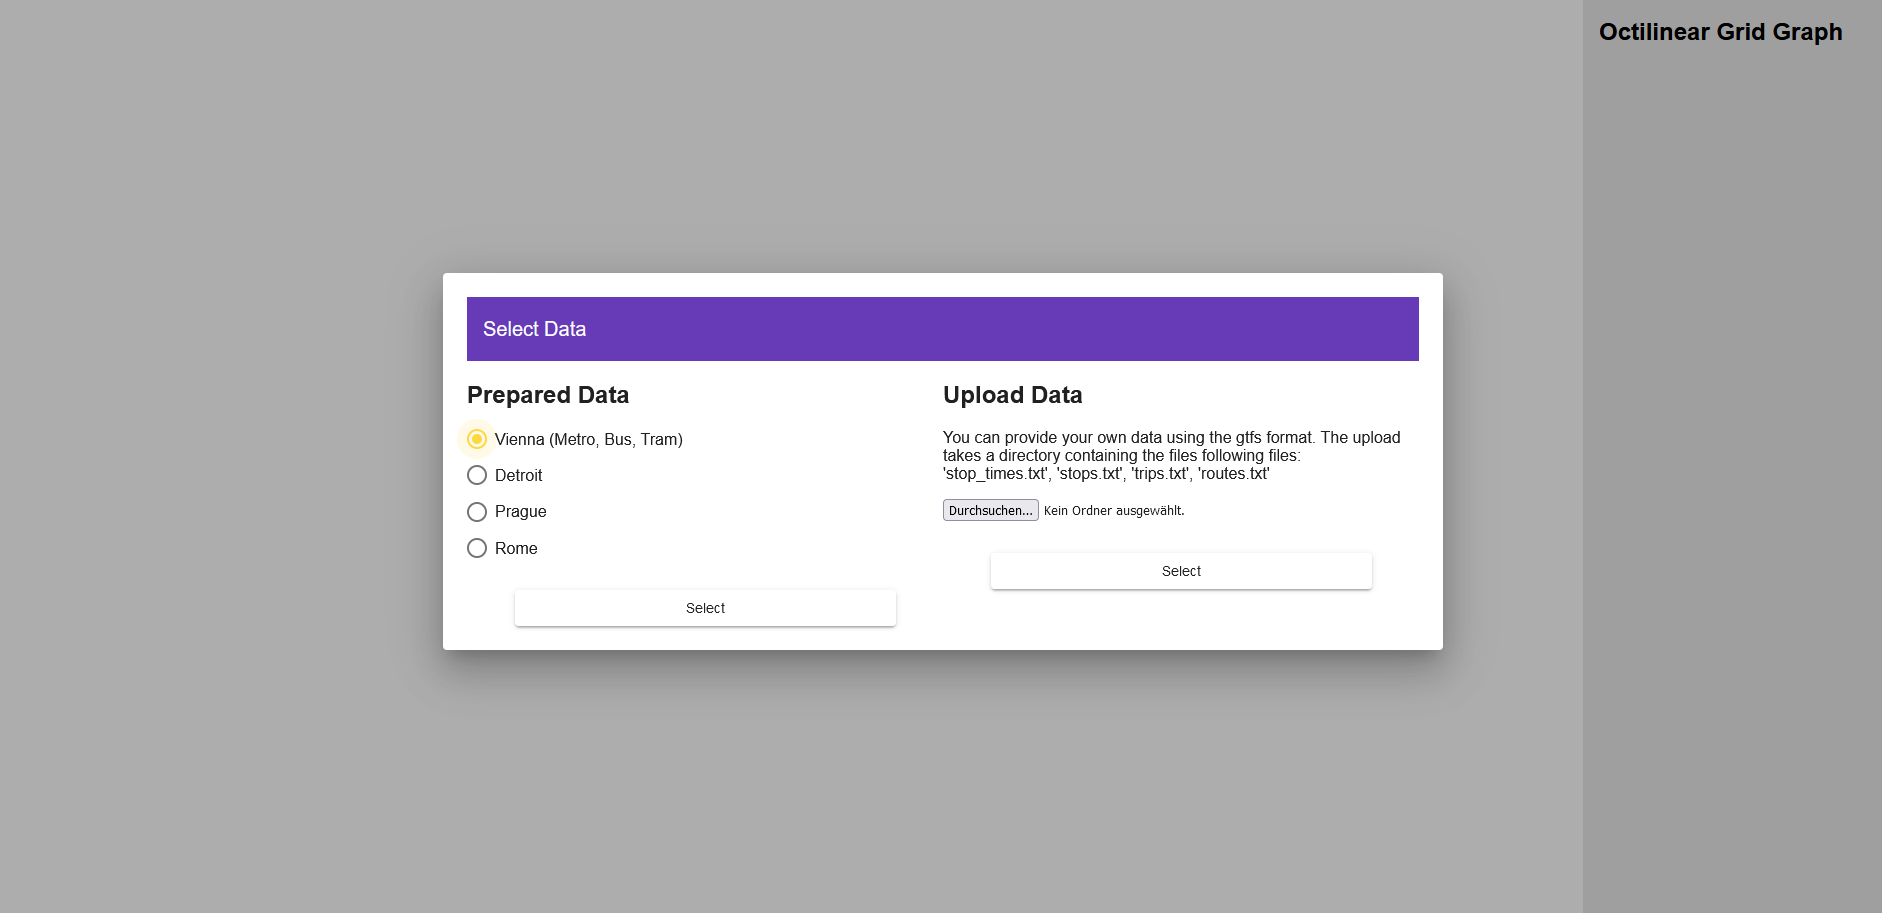 Octilinear Grid Graph
Select Data
Prepared Data
Vienna (Metro, Bus, Tram)
Detroit
Prague
Rome
Select
Upload Data
You can provide your own data using the gtfs format. The upload
takes a directory containing the files following files:
'stop_times.txt', 'stops.txt', 'trips.txt', 'routes.txt'
Durchsuchen... Kein Ordner ausgewählt.
Select